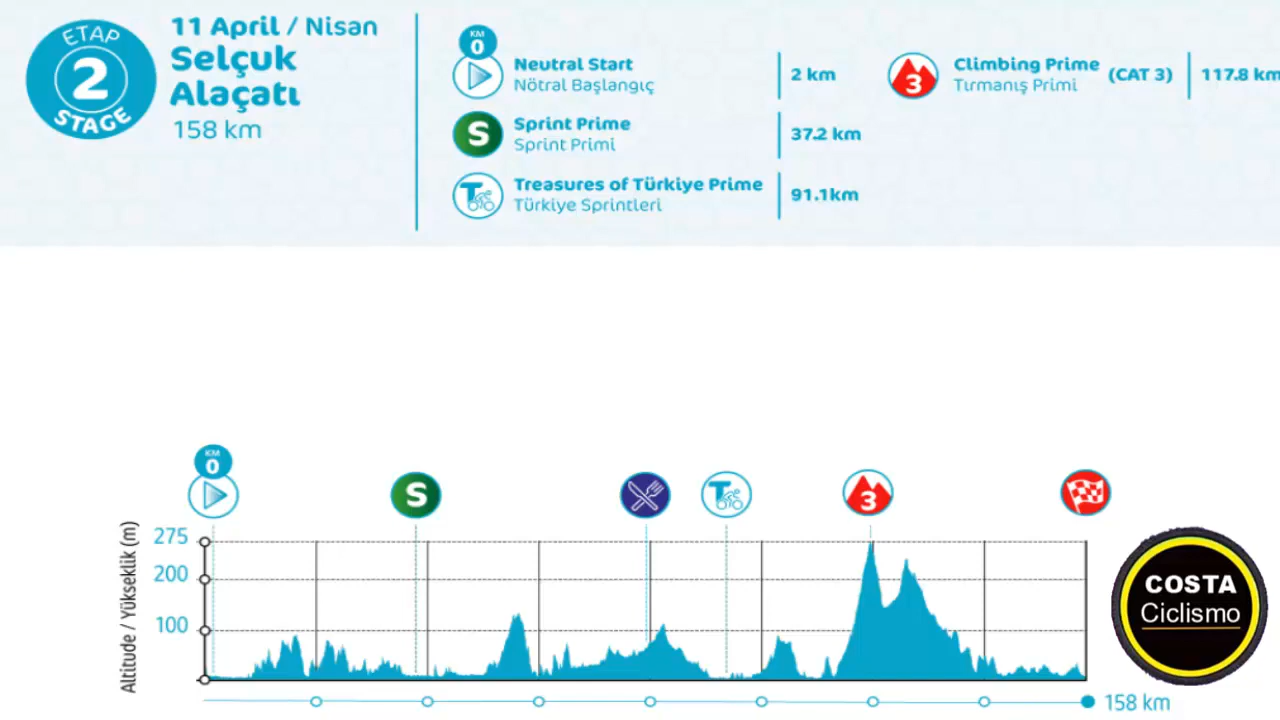 ETAP
2
STAGE
11 April / Nisan
Selçuk
Alaçatı
158 km
KM
0
Neutral Start
Nötral Başlangıç
2 km
Sprint Prime
Sprint Primi
S
37.2 km
Treasures of Türkiye Prime
Türkiye Sprintleri
T
91.1km
3
Climbing Prime (CAT 3)
Tırmanış Primi
117.8 km
KM
0
S
T
3
Altitude / Yükseklik (m)
275
200
100
158 km
COSTA
Ciclismo